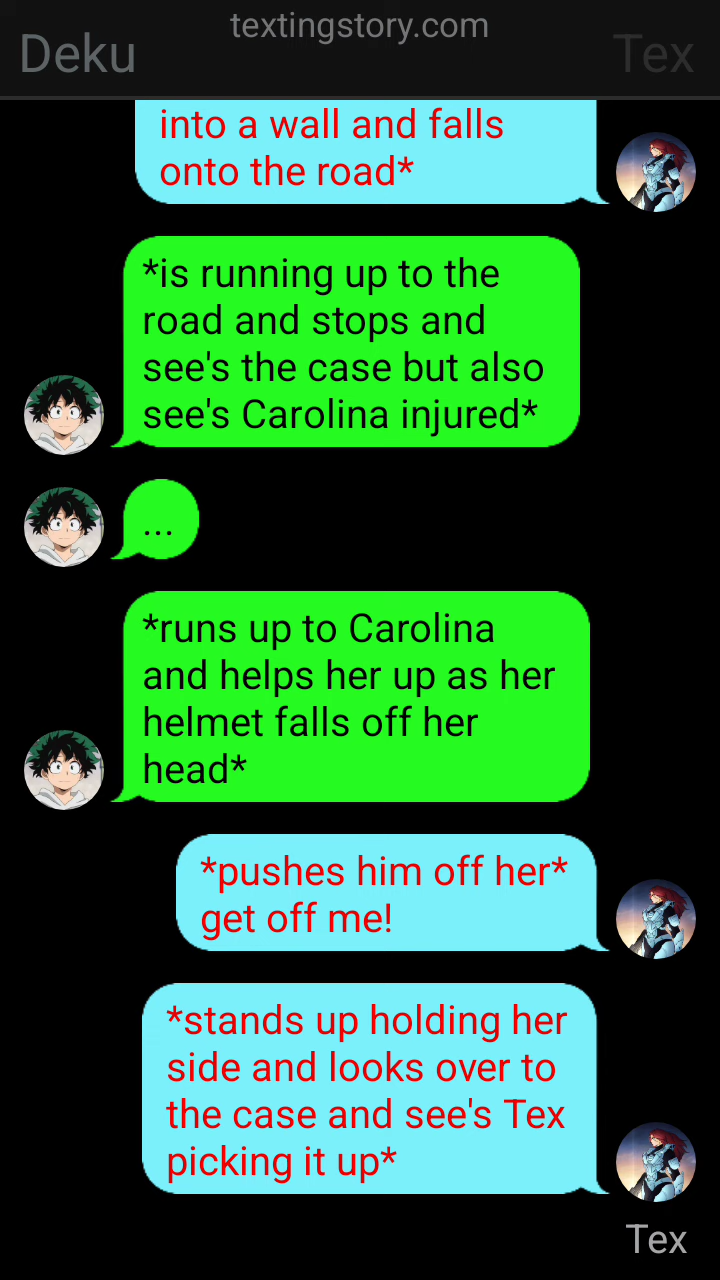 textingstory.com
Deku
Tex
into a wall and falls
onto the road*
*is running up to the
road and stops and
see's the case but also
see's Carolina injured*
...
*runs up to Carolina
and helps her up as her
helmet falls off her
head*
*pushes him off her*
get off me!
*stands up holding her
side and looks over to
the case and see's Tex
picking it up*
Tex